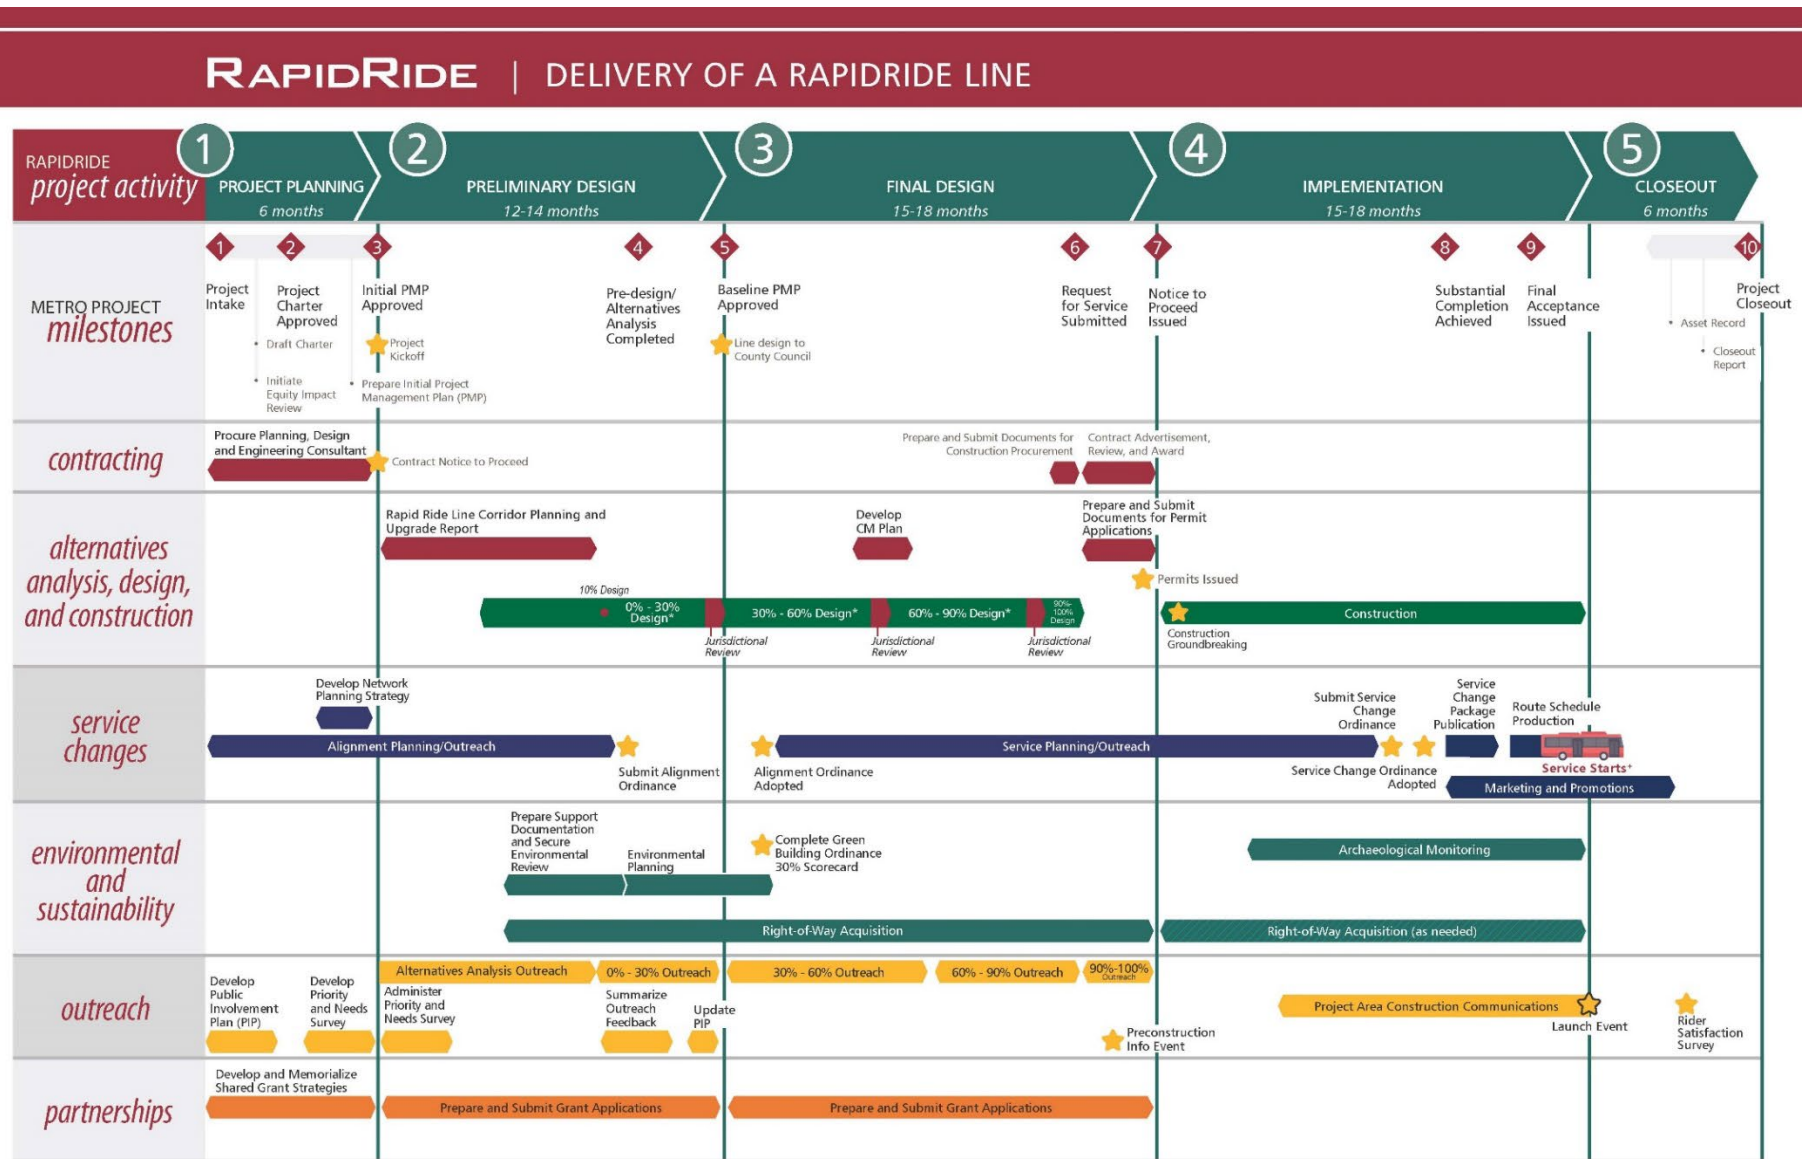 RAPIDRIDE | DELIVERY OF A RAPIDRIDE LINE
RAPIDRIDE
project activity
1
PROJECT PLANNING
6 months
2
PRELIMINARY DESIGN
12-14 months
3
FINAL DESIGN
15-18 months
4
IMPLEMENTATION
15-18 months
5
CLOSEOUT
6 months
METRO PROJECT
milestones
1
Project
Intake
2
Project
Charter
Approved
• Draft Charter
• Initiate
Equity Impact
Review
3
Initial PMP
Approved
Project
Kickoff
• Prepare Initial Project
Management Plan (PMP)
4
Pre-design/
Alternatives
Analysis
Completed
5
Baseline PMP
Approved
Line design to
County Council
6
Request
for Service
Submitted
7
Notice to
Proceed
Issued
8
Substantial
Completion
Achieved
9
Final
Acceptance
Issued
10
Project
Closeout
• Asset Record
• Closeout
Report
contracting
Procure Planning, Design
and Engineering Consultant
Contract Notice to Proceed
Prepare and Submit Documents for
Construction Procurement
Contract Advertisement,
Review, and Award
alternatives
analysis, design,
and construction
Rapid Ride Line Corridor Planning and
Upgrade Report
Develop
CM Plan
Prepare and Submit
Documents for Permit
Applications
Permits Issued
10% Design
0% - 30%
Design*
30% - 60% Design*
60% - 90% Design*
90%-
100%
Design
Jurisdictional
Review
Jurisdictional
Review
Jurisdictional
Review
Construction
Construction
Groundbreaking
service
changes
Develop Network
Planning Strategy
Alignment Planning/Outreach
Submit Alignment
Ordinance
Alignment Ordinance
Adopted
Service Planning/Outreach
Submit Service
Change
Ordinance
Service Change Ordinance
Adopted
Service
Change
Package
Publication
Route Schedule
Production
Service Starts+
Marketing and Promotions
environmental
and
sustainability
Prepare Support
Documentation
and Secure
Environmental
Review
Environmental
Planning
Complete Green
Building Ordinance
30% Scorecard
Archaeological Monitoring
Right-of-Way Acquisition
Right-of-Way Acquisition (as needed)
outreach
Develop
Public
Involvement
Plan (PIP)
Develop
Priority
and Needs
Survey
Alternatives Analysis Outreach
0% - 30% Outreach
30% - 60% Outreach
60% - 90% Outreach
90%-100%
Outreach
Administer
Priority and
Needs Survey
Summarize
Outreach
Feedback
Update
PIP
Preconstruction
Info Event
Project Area Construction Communications
Launch Event
Rider
Satisfaction
Survey
partnerships
Develop and Memorialize
Shared Grant Strategies
Prepare and Submit Grant Applications
Prepare and Submit Grant Applications